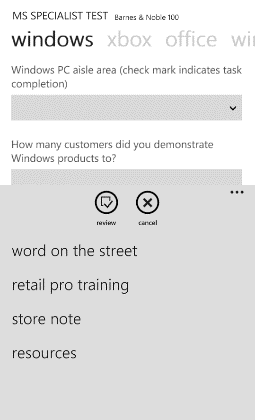 MS SPECIALIST TEST Barnes & Noble 100
windows xbox office wi
Windows PC aisle area (check mark indicates task
completion)
How many customers did you demonstrate
Windows products to?
review cancel
word on the street
retail pro training
store note
resources